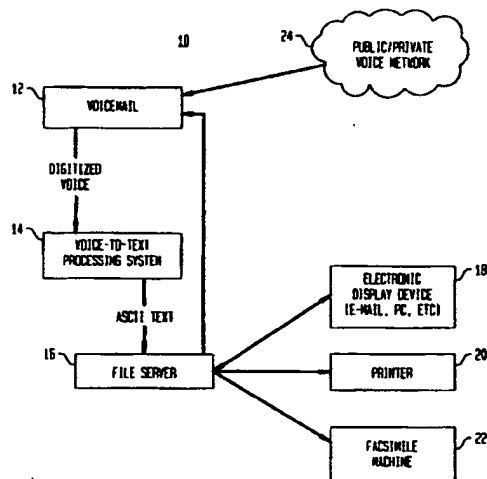 10
24
PUBLIC/PRIVATE
VOICE NETWORK
12
VOICEMAIL
DIGITIZED
VOICE
14
VOICE-TO-TEXT
PROCESSING SYSTEM
ASCII TEXT
16
FILE SERVER
18
ELECTRONIC
DISPLAY DEVICE
(E-MAIL, PC, ETC)
20
PRINTER
22
FACSIMILE
MACHINE